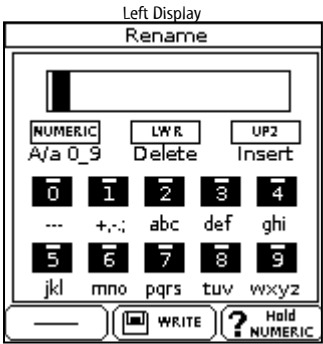 Left Display
Rename
NUMERIC LWR UP2
A/a 0_9 Delete Insert
0 1 2 3 4
--- +,-.; abc def ghi
5 6 7 8 9
jkl mno pqrs tuv wxyz
WRITE ? Hold
NUMERIC